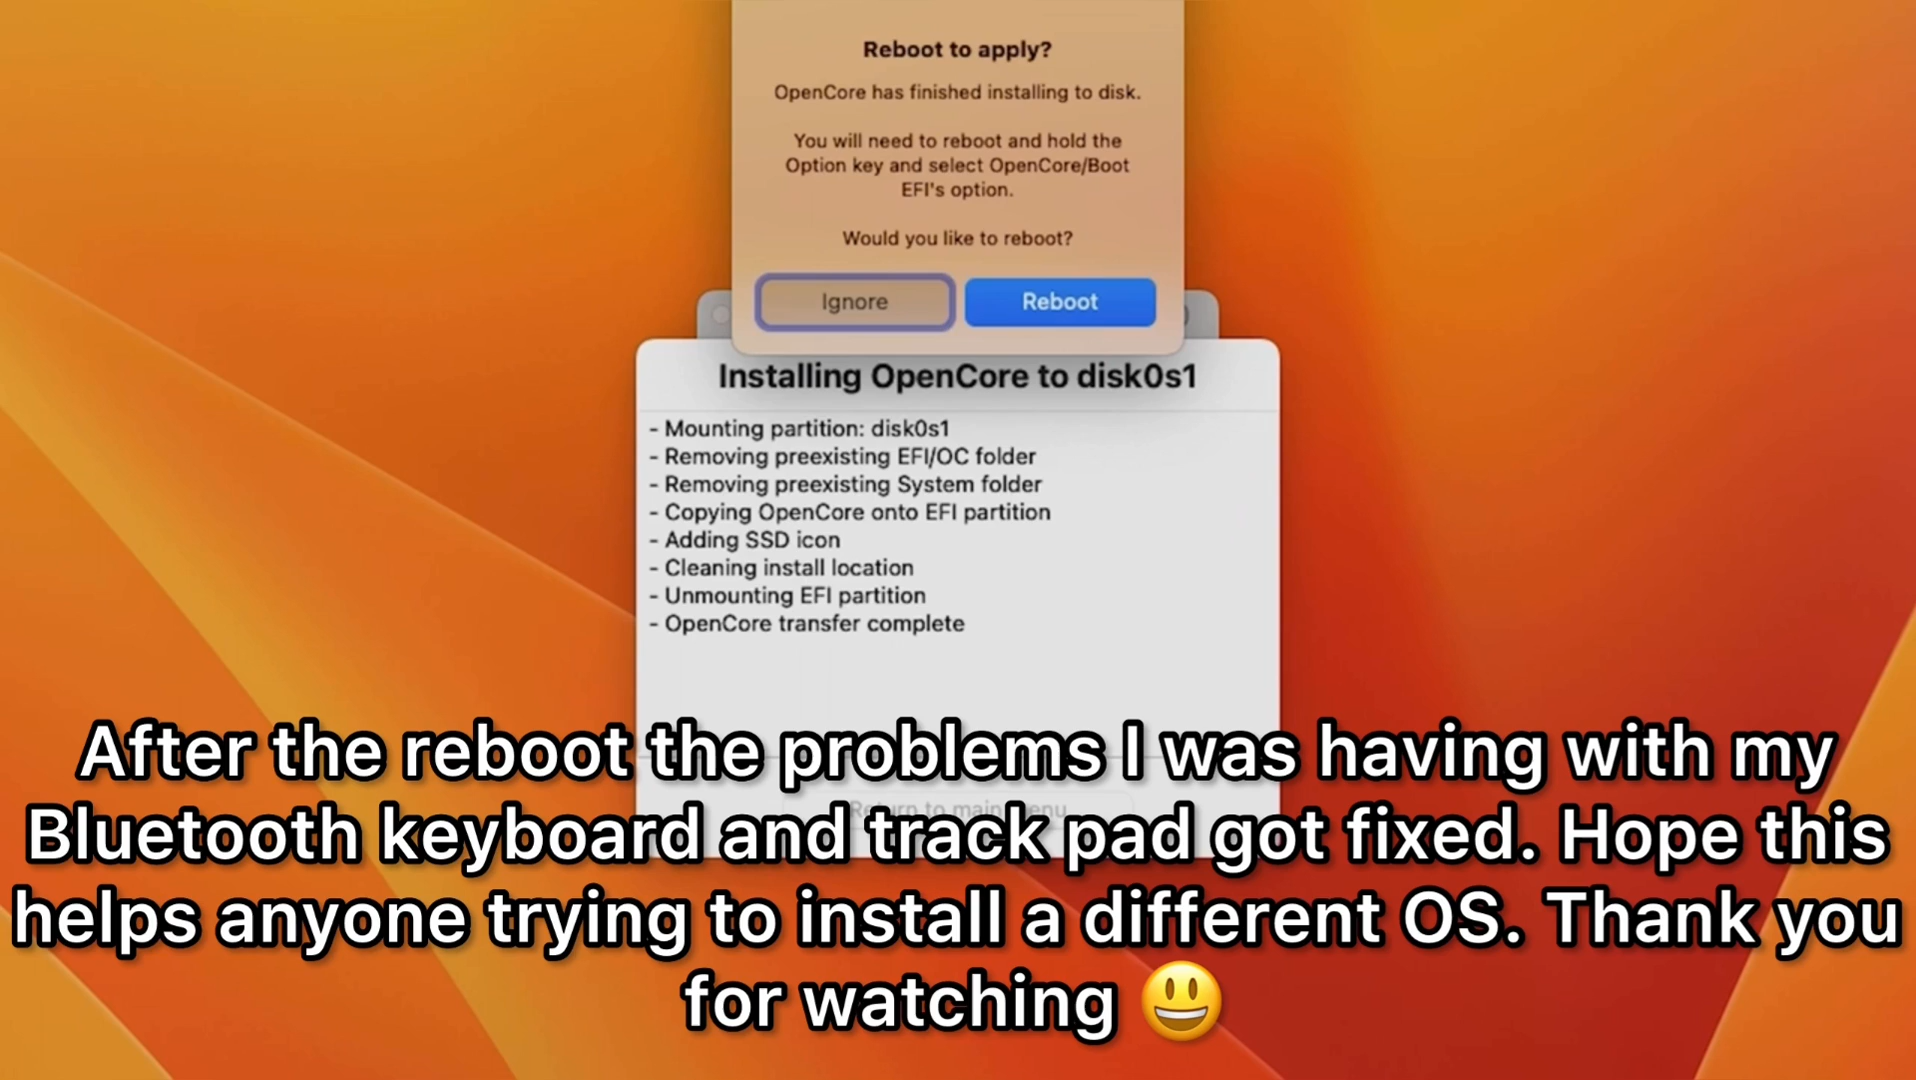 Reboot to apply?
OpenCore has finished installing to disk.
You will need to reboot and hold the
Option key and select OpenCore/Boot
EFI's option.
Would you like to reboot?
Ignore
Reboot
Installing OpenCore to disk0s1
- Mounting partition: disk0s1
- Removing preexisting EFI/OC folder
- Removing preexisting System folder
- Copying OpenCore onto EFI partition
- Adding SSD icon
- Cleaning install location
- Unmounting EFI partition
- OpenCore transfer complete
Return to main menu
After the reboot the problems I was having with my
Bluetooth keyboard and track pad got fixed. Hope this
helps anyone trying to install a different OS. Thank you
for watching 😃